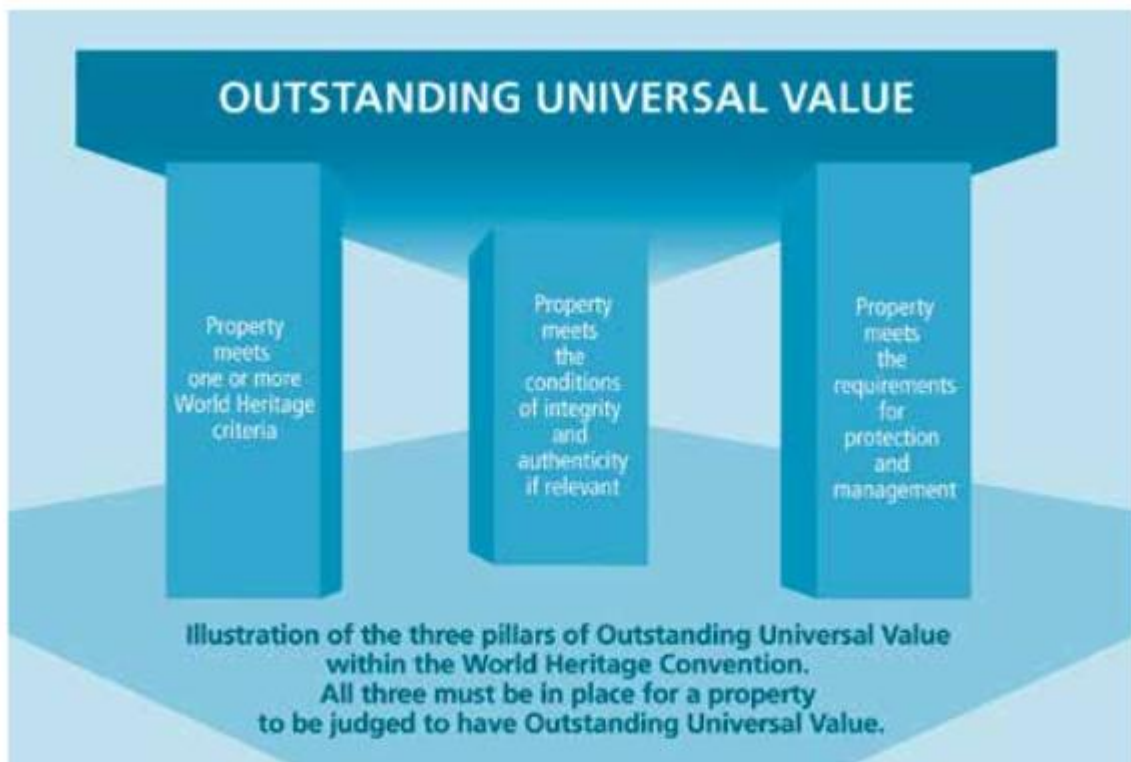 OUTSTANDING UNIVERSAL VALUE
Property
meets
one or more
World Heritage
criteria
Property
meets
the
conditions
of integrity
and
authenticity
if relevant
Property
meets
the
requirements
for
protection
and
management
Illustration of the three pillars of Outstanding Universal Value
within the World Heritage Convention.
All three must be in place for a property
to be judged to have Outstanding Universal Value.